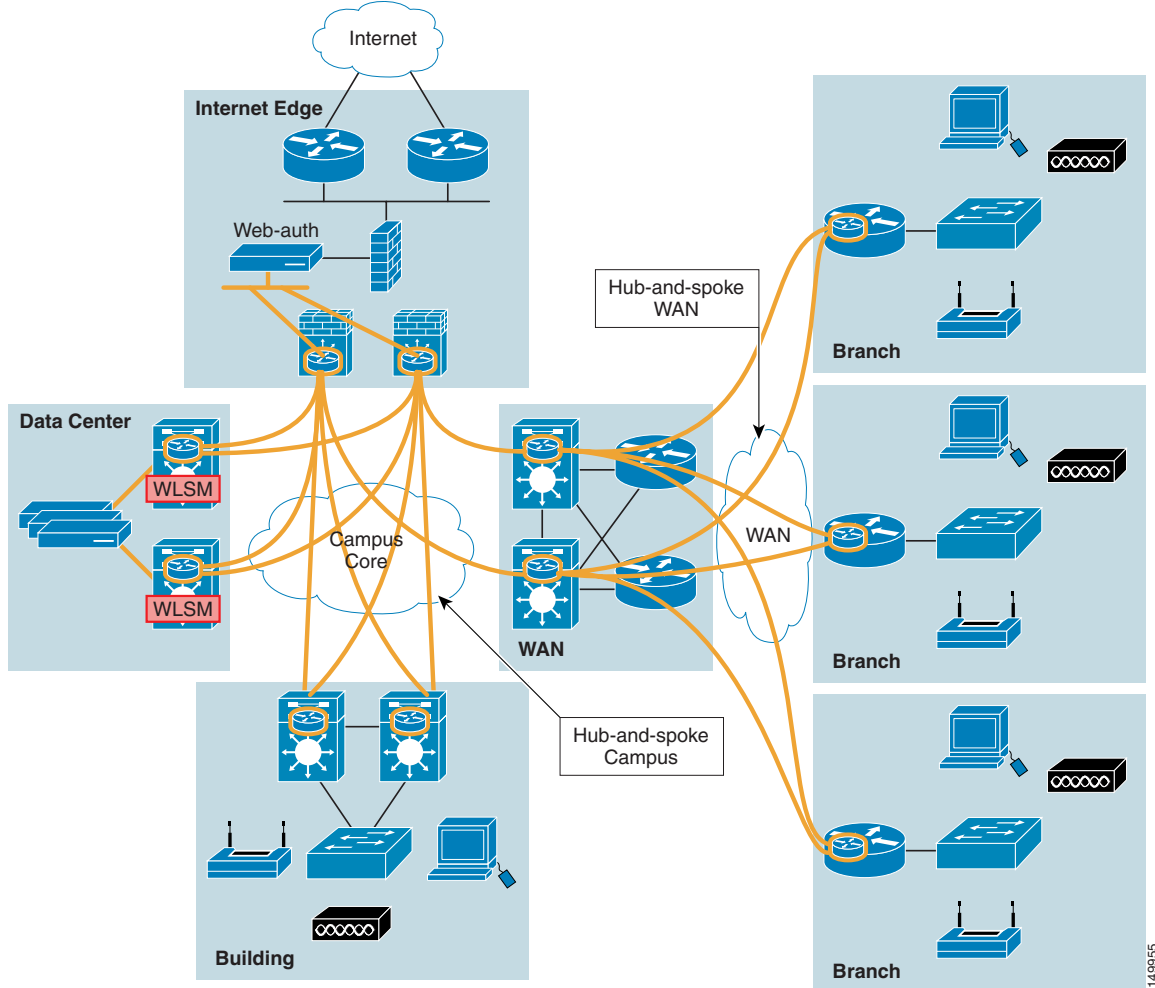 Internet
Internet Edge
Web-auth
Hub-and-spoke
WAN
Branch
Data Center
WLSM
WLSM
Campus
Core
WAN
WAN
Branch
Hub-and-spoke
Campus
Building
Branch
149955